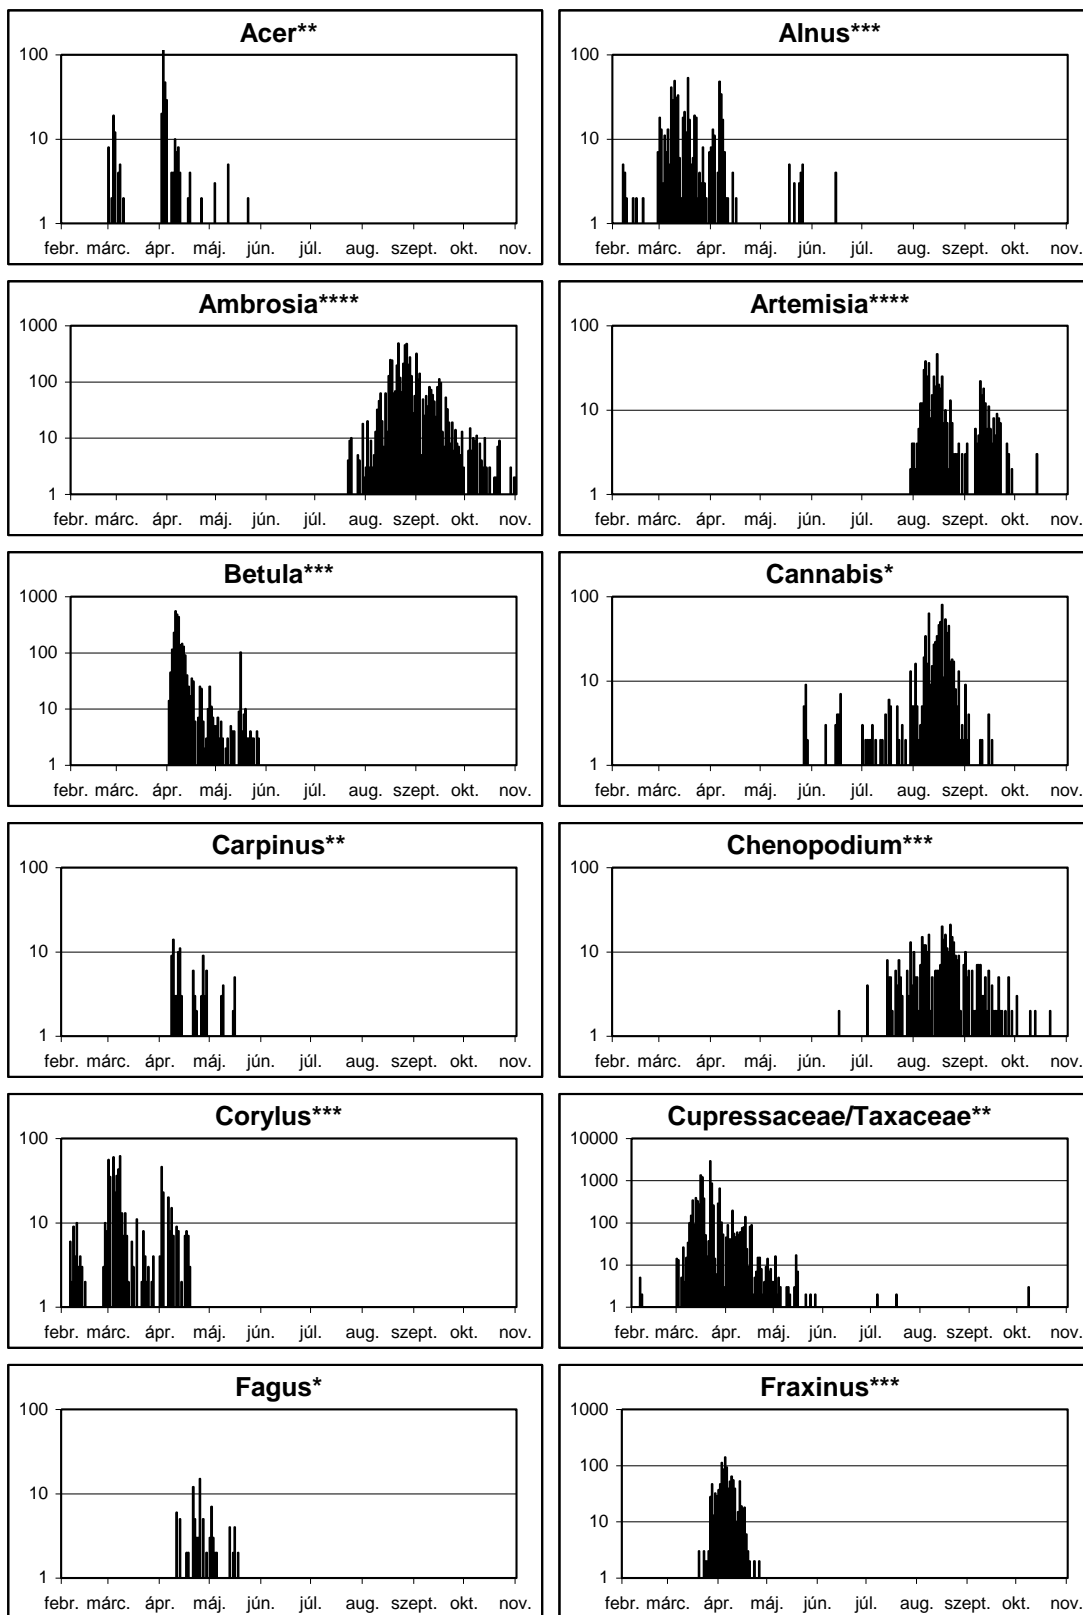 Acer**
100
10
1
febr. márc. ápr. máj. jún. júl. aug. szept. okt. nov.
Alnus***
100
10
1
febr. márc. ápr. máj. jún. júl. aug. szept. okt. nov.
Ambrosia****
1000
100
10
1
febr. márc. ápr. máj. jún. júl. aug. szept. okt. nov.
Artemisia****
100
10
1
febr. márc. ápr. máj. jún. júl. aug. szept. okt. nov.
Betula***
1000
100
10
1
febr. márc. ápr. máj. jún. júl. aug. szept. okt. nov.
Cannabis*
100
10
1
febr. márc. ápr. máj. jún. júl. aug. szept. okt. nov.
Carpinus**
100
10
1
febr. márc. ápr. máj. jún. júl. aug. szept. okt. nov.
Chenopodium***
100
10
1
febr. márc. ápr. máj. jún. júl. aug. szept. okt. nov.
Corylus***
100
10
1
febr. márc. ápr. máj. jún. júl. aug. szept. okt. nov.
Cupressaceae/Taxaceae**
10000
1000
100
10
1
febr. márc. ápr. máj. jún. júl. aug. szept. okt. nov.
Fagus*
100
10
1
febr. márc. ápr. máj. jún. júl. aug. szept. okt. nov.
Fraxinus***
1000
100
10
1
febr. márc. ápr. máj. jún. júl. aug. szept. okt. nov.